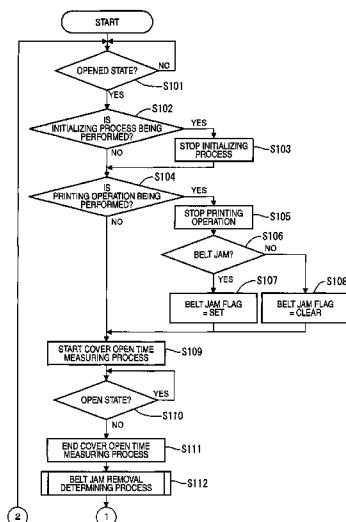 START
OPENED STATE?
NO
S101
YES
S102
IS
INITIALIZING PROCESS BEING
PERFORMED?
YES
NO
STOP INITIALIZING
PROCESS
S103
S104
IS
PRINTING OPERATION BEING
PERFORMED?
YES
NO
STOP PRINTING
OPERATION
S105
S106
BELT JAM?
NO
YES
S107
S108
BELT JAM FLAG
= SET
BELT JAM FLAG
= CLEAR
START COVER OPEN TIME
MEASURING PROCESS
S109
OPEN STATE?
YES
S110
NO
END COVER OPEN TIME
MEASURING PROCESS
S111
BELT JAM REMOVAL
DETERMINING PROCESS
S112
2
1